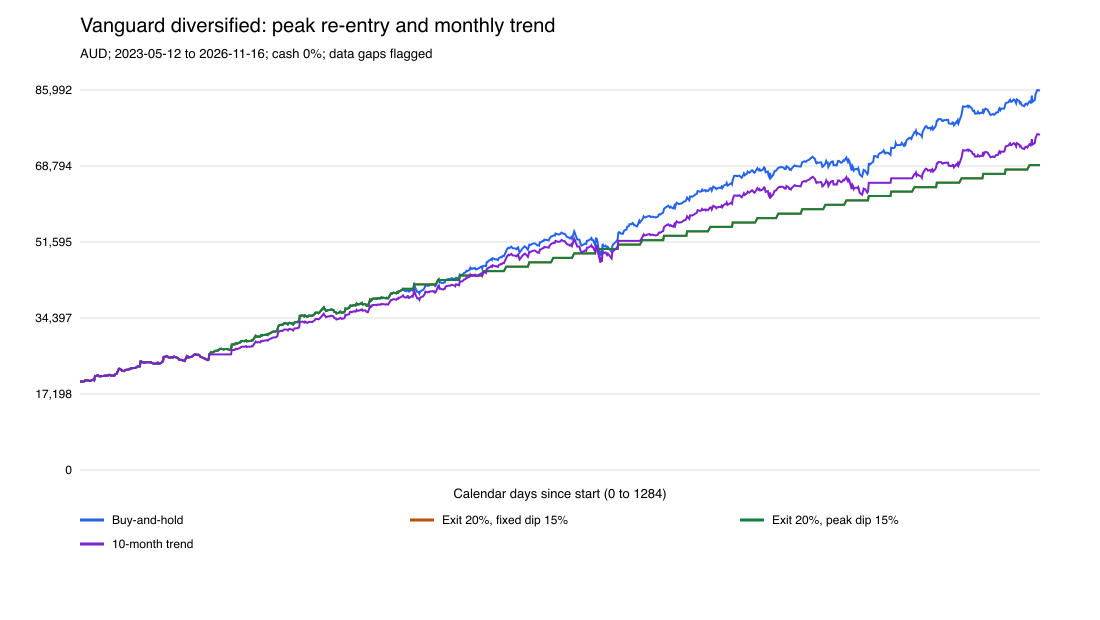 Vanguard diversified: peak re-entry and monthly trend
AUD; 2023-05-12 to 2026-11-16; cash 0%; data gaps flagged
85,992
68,794
51,595
34,397
17,198
0
Calendar days since start (0 to 1284)
Buy-and-hold
Exit 20%, fixed dip 15%
Exit 20%, peak dip 15%
10-month trend